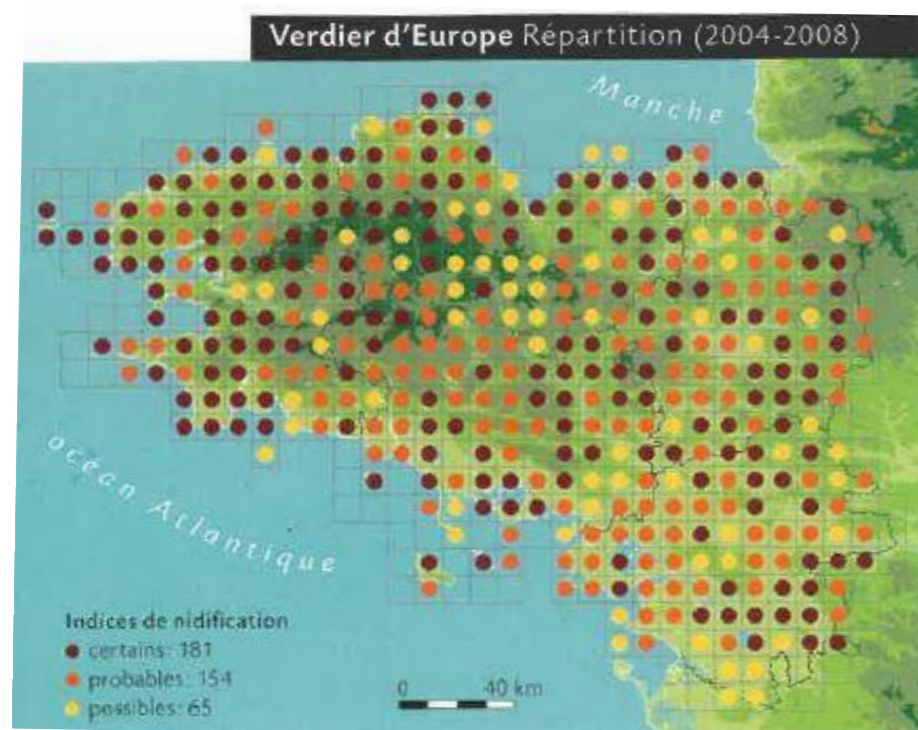 Verdier d'Europe Répartition (2004-2008)
Manche
océan Atlantique
Indices de nidification
certains: 181
probables: 154
possibles: 65
0 40 km